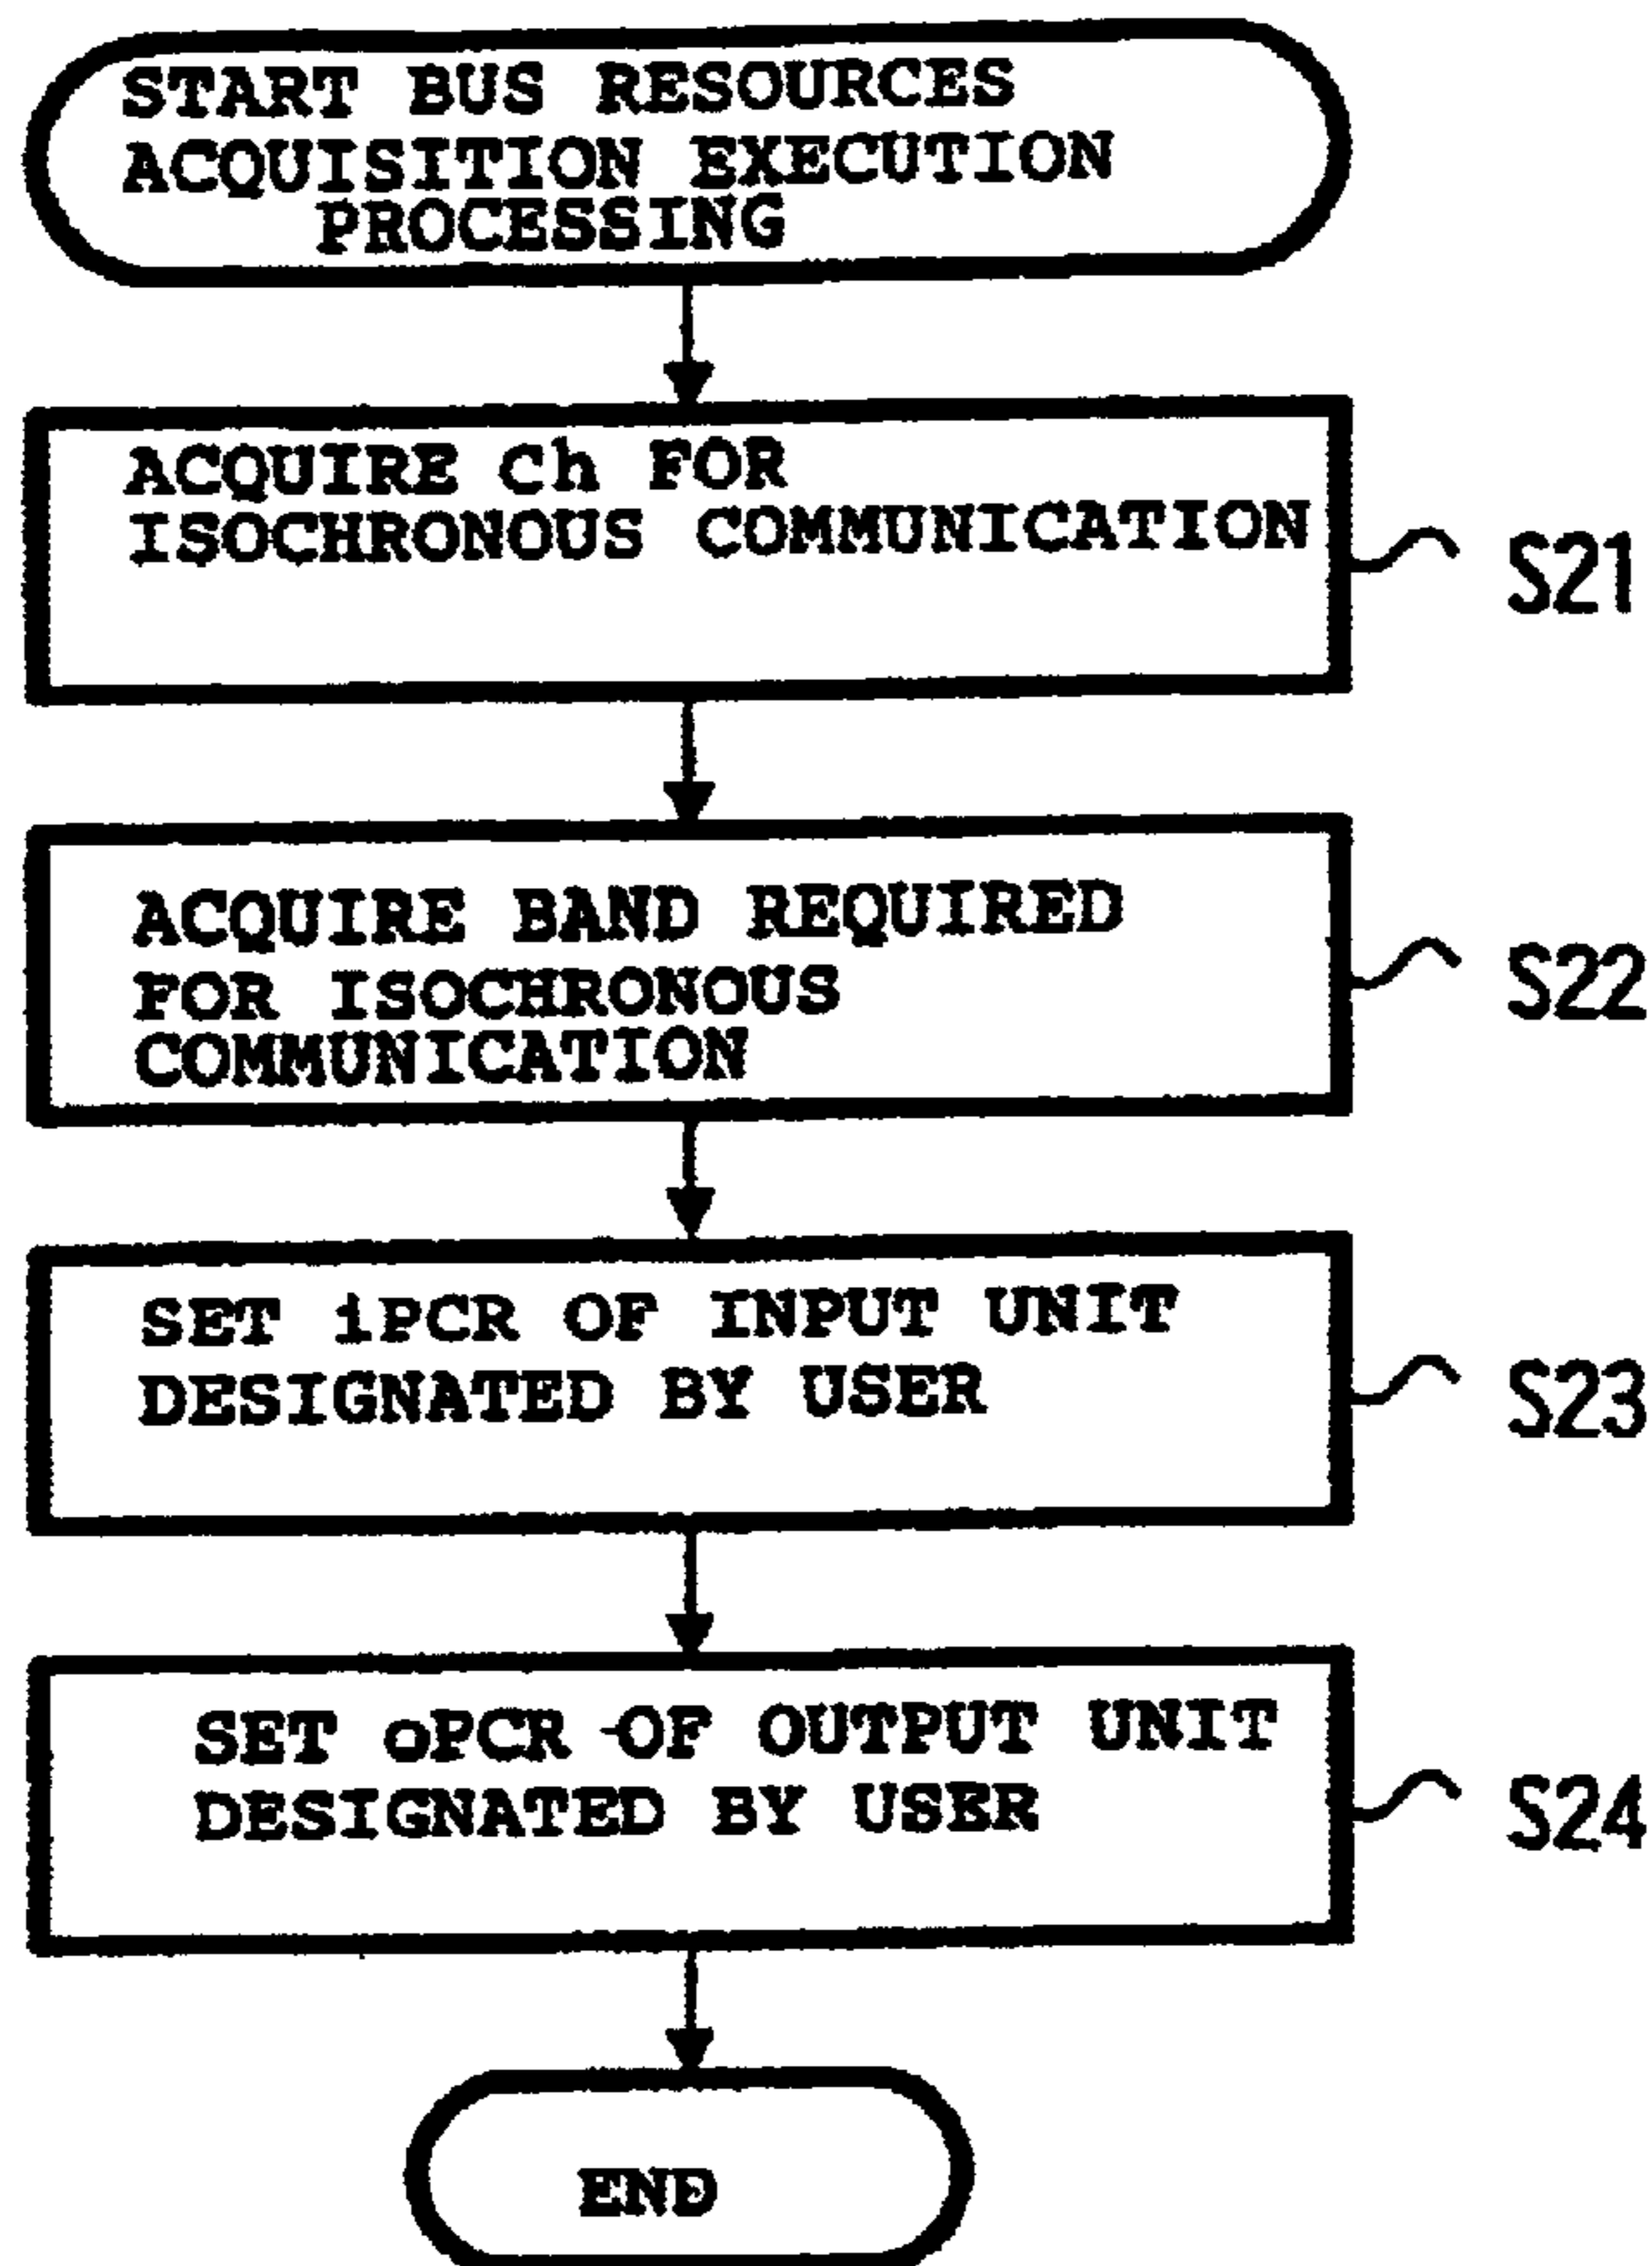 START BUS RESOURCES
ACQUISITION EXECUTION
PROCESSING
ACQUIRE Ch FOR
ISOCHRONOUS COMMUNICATION
S21
ACQUIRE BAND REQUIRED
FOR ISOCHRONOUS
COMMUNICATION
S22
SET iPCR OF INPUT UNIT
DESIGNATED BY USER
S23
SET oPCR OF OUTPUT UNIT
DESIGNATED BY USER
S24
END